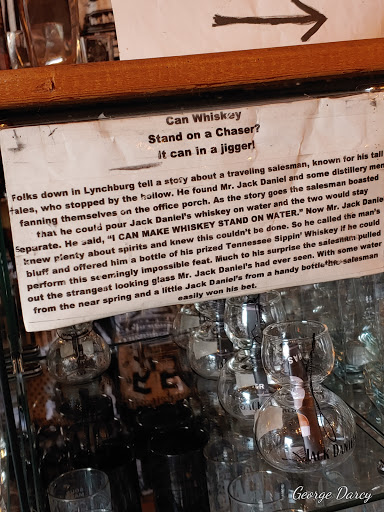 Can Whiskey
Stand on a Chaser?
it can in a jigger!
Folks down in Lynchburg tell a story about a traveling salesman, known for his tall
tales, who stopped by the hollow. He found Mr. Jack Daniel and some distillery men
fanning themselves on the office porch. As the story goes the salesman boasted
that he could pour Jack Daniel's whiskey on water and the two would stay
separate. He said, "I CAN MAKE WHISKEY STAND ON WATER." Now Mr. Jack Daniel
knew plenty about spirits and knew this couldn't be done. So he called the man's
bluff and offered him a bottle of his prized Tennessee Sippin' Whiskey if he could
perform this seemingly impossible feat. Much to his surprise the salesman pulled
out the strangest looking glass Mr. Jack Daniel's had ever seen. With some water
from the near spring and a little Jack Daniel's from a handy bottle, the salesman
easily won his bet.
JACK DANIEL
George Darcy